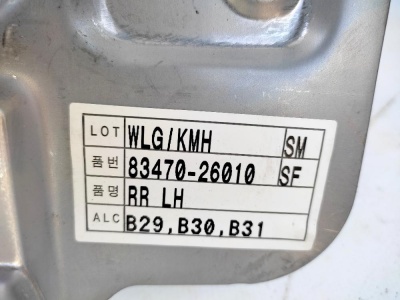 LOT WLG/KMH SM
품번 83470-26010 SF
품명 RR LH
ALC B29,B30,B31